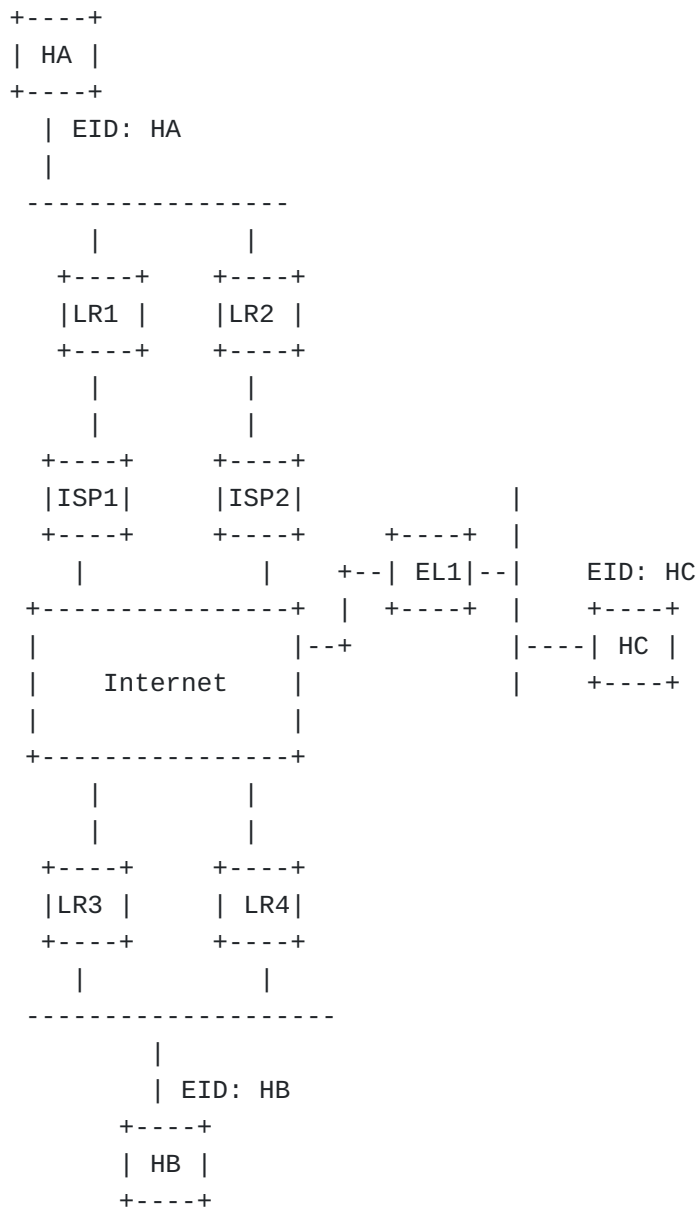 HA
EID: HA
LR1 LR2
ISP1 ISP2
EL1 EID: HC
HC
Internet
LR3 LR4
EID: HB
HB